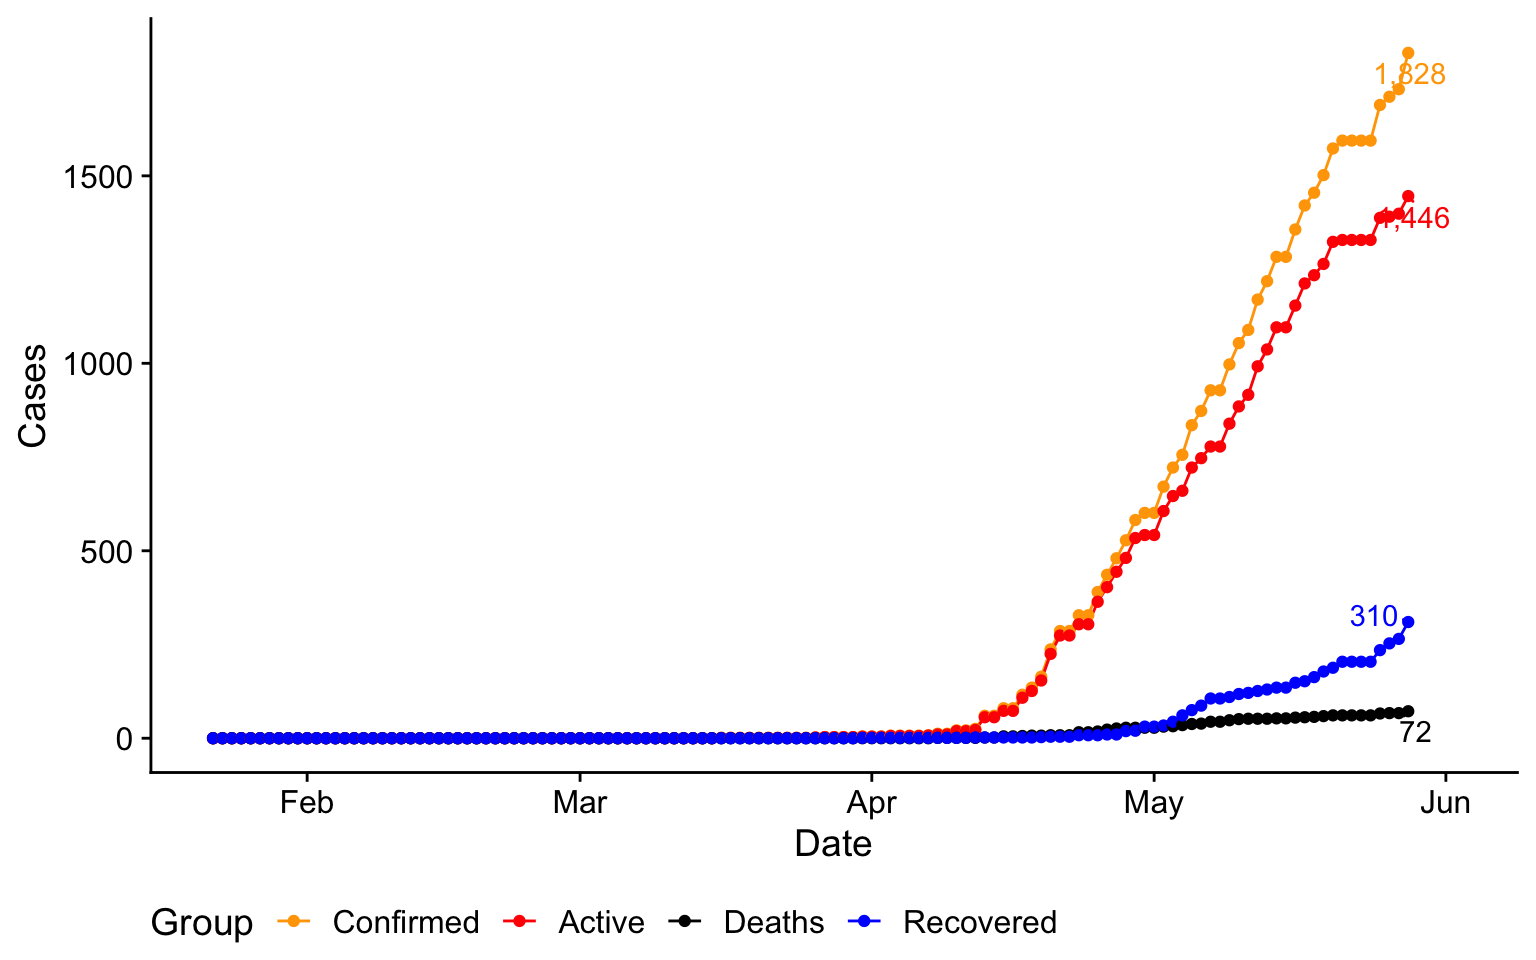 1,828
1500
1,446
Cases
1000
500
310
0
72
Feb Mar Apr May Jun
Date
Group Confirmed Active Deaths Recovered